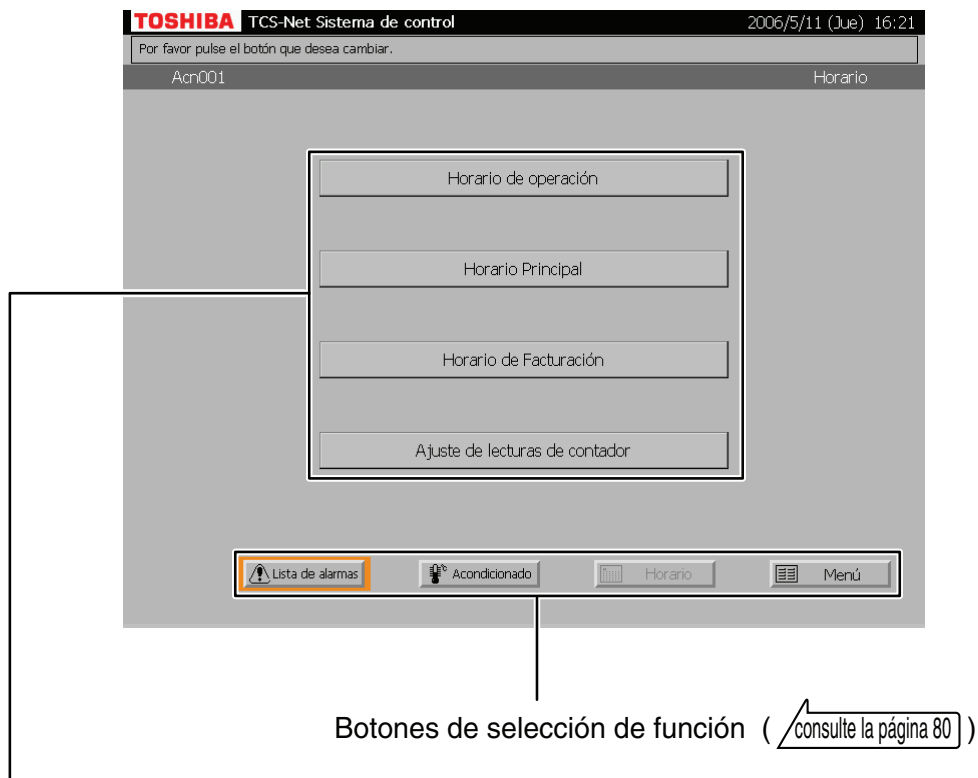 TOSHIBA TCS-Net Sistema de control 2006/5/11 (Jue) 16:21
Por favor pulse el botón que desea cambiar.
Acn001 Horario
Horario de operación
Horario Principal
Horario de Facturación
Ajuste de lecturas de contador
Lista de alarmas Acondicionado Horario Menú
Botones de selección de función ( consulte la página 80 )